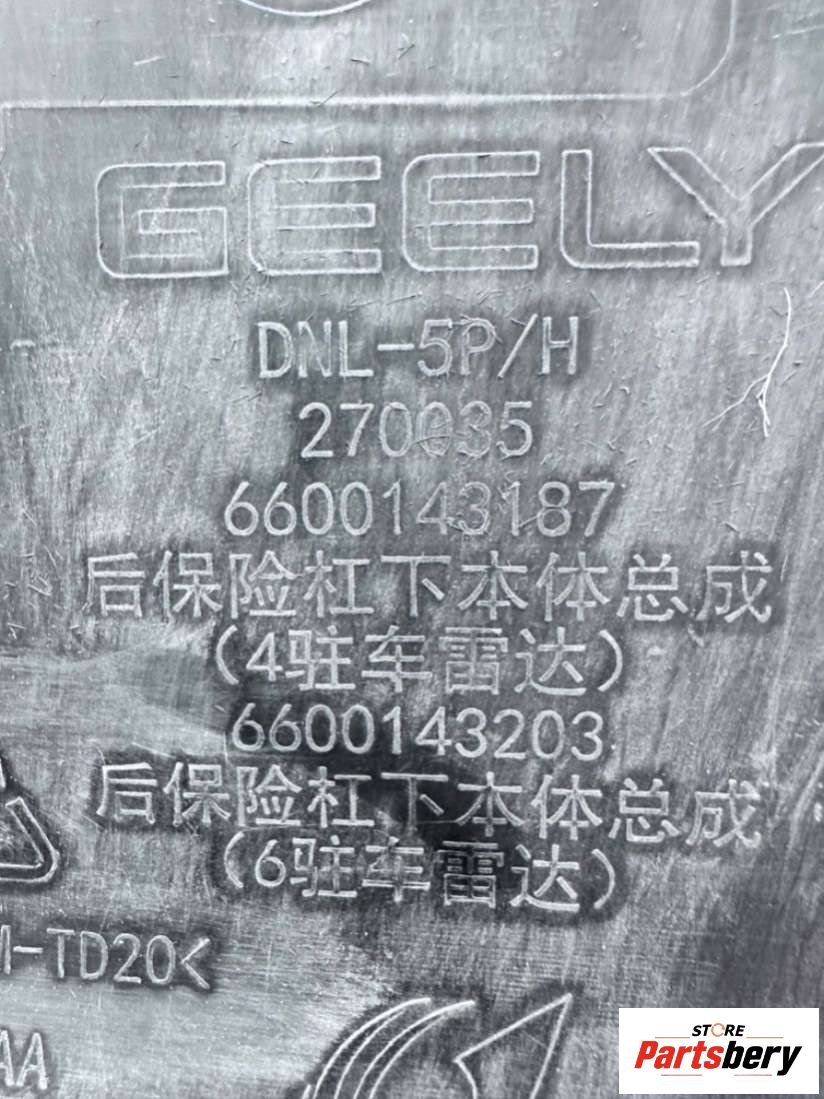 GEELY
DNL-5P/H
270035
6600143187
后保险杠下本体总成
(4驻车雷达)
6600143203
后保险杠下本体总成
(6驻车雷达)
M-TD20<
AA
STORE
Partsbery